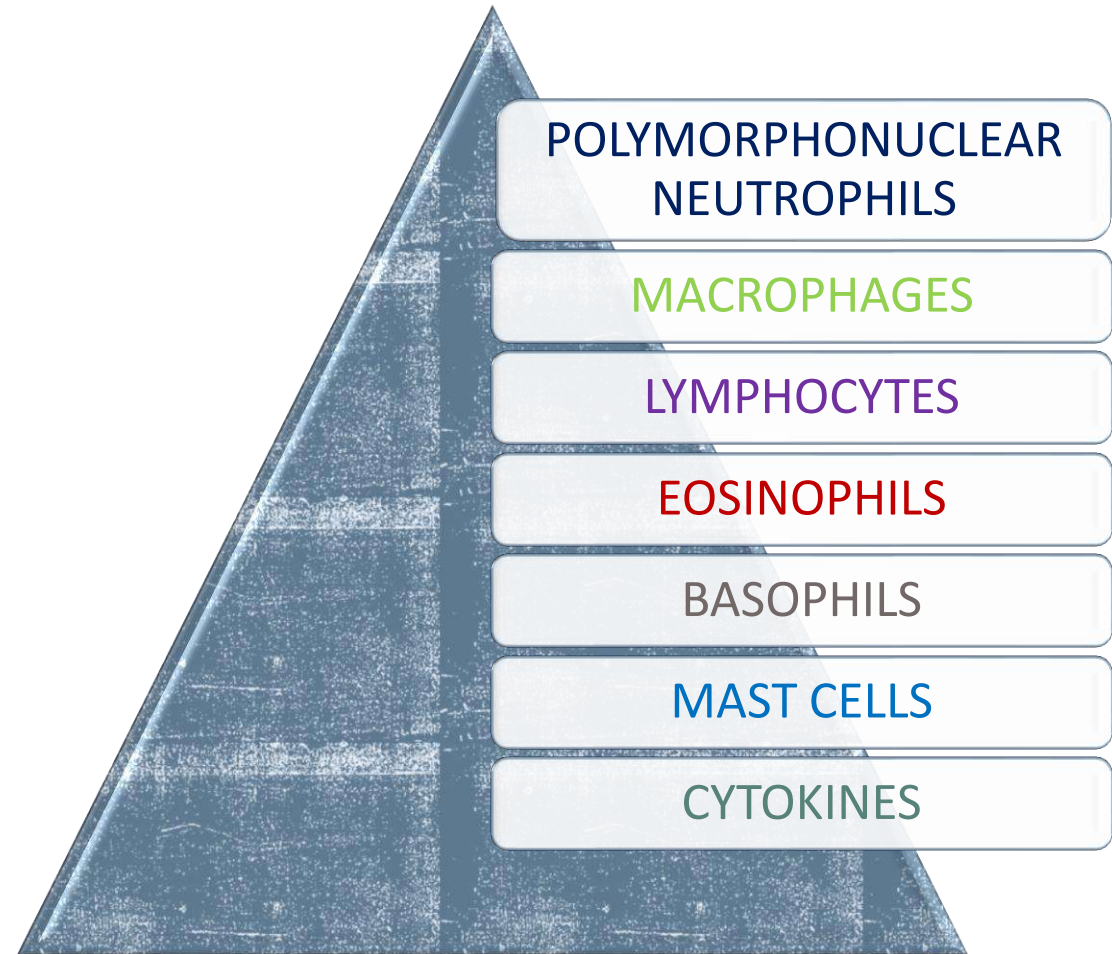 POLYMORPHONUCLEAR
NEUTROPHILS
MACROPHAGES
LYMPHOCYTES
EOSINOPHILS
BASOPHILS
MAST CELLS
CYTOKINES